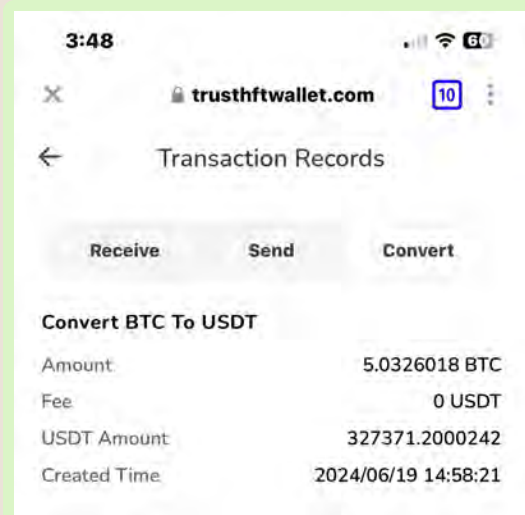 3:48 60
trusthftwallet.com 10
Transaction Records
Receive Send Convert
Convert BTC To USDT
Amount 5.0326018 BTC
Fee 0 USDT
USDT Amount 327371.2000242
Created Time 2024/06/19 14:58:21